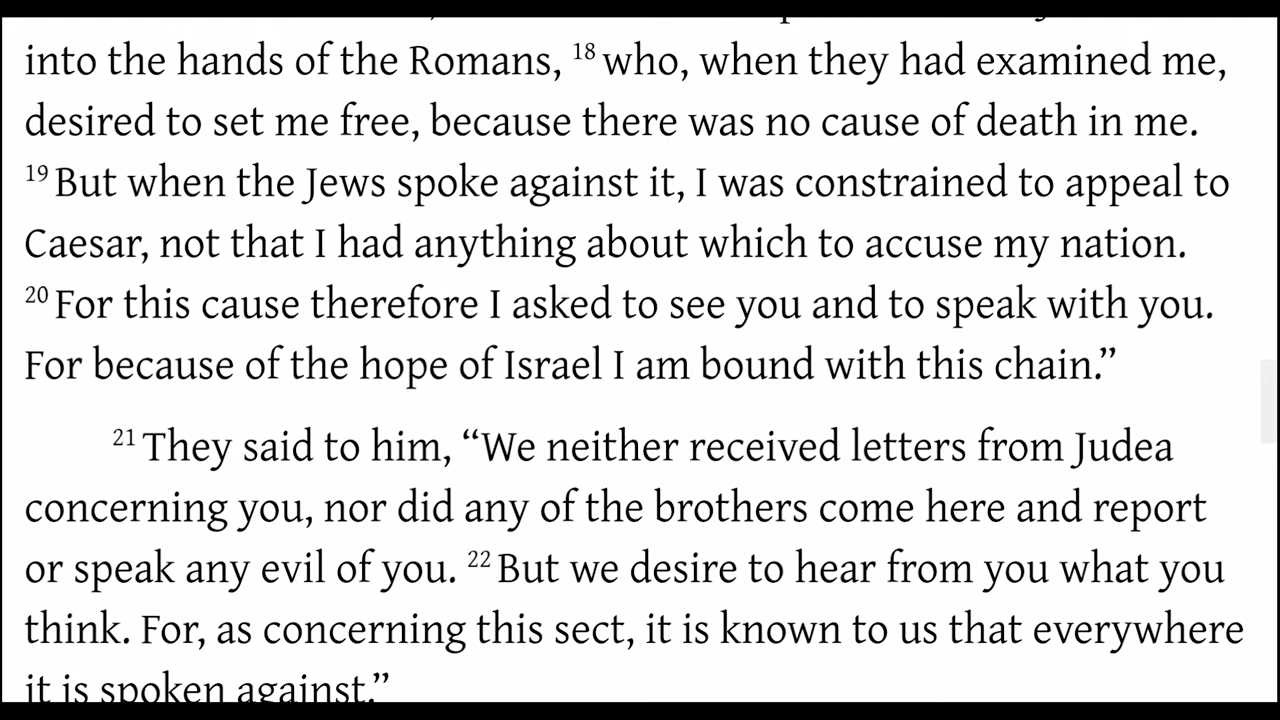 into the hands of the Romans, 18 who, when they had examined me,
desired to set me free, because there was no cause of death in me.
19 But when the Jews spoke against it, I was constrained to appeal to
Caesar, not that I had anything about which to accuse my nation.
20 For this cause therefore I asked to see you and to speak with you.
For because of the hope of Israel I am bound with this chain.”
21 They said to him, “We neither received letters from Judea
concerning you, nor did any of the brothers come here and report
or speak any evil of you. 22 But we desire to hear from you what you
think. For, as concerning this sect, it is known to us that everywhere
it is spoken against.”